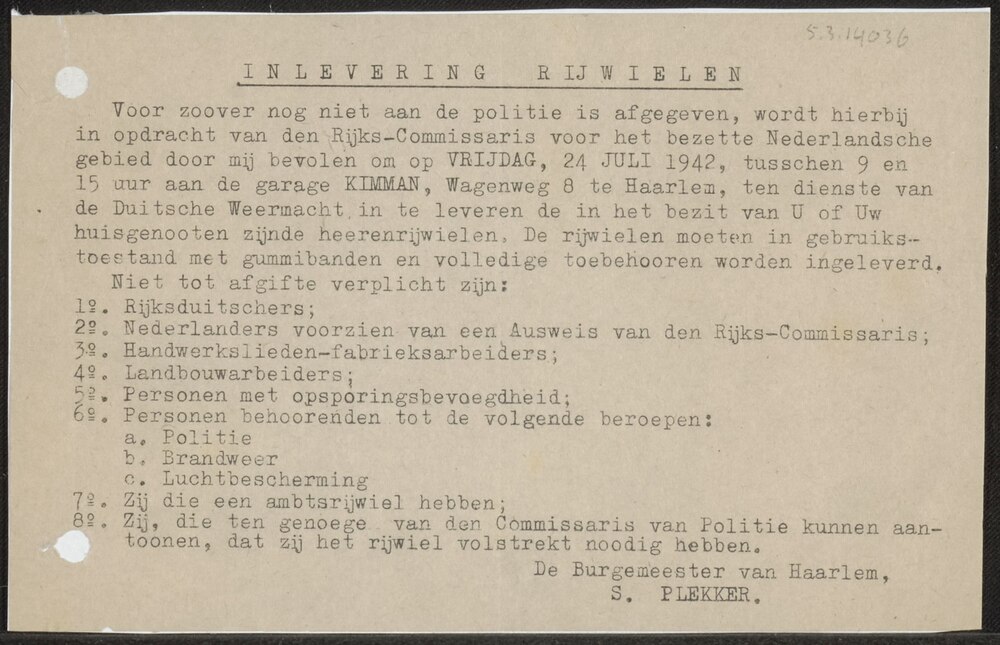 5.3.14036
INLEVERING RIJWIELEN
Voor zoover nog niet aan de politie is afgegeven, wordt hierbij
in opdracht van den Rijks-Commissaris voor het bezette Nederlandsche
gebied door mij bevolen om op VRIJDAG, 24 JULI 1942, tusschen 9 en
15 uur aan de garage KIMMAN, Wagenweg 8 te Haarlem, ten dienste van
de Duitsche Weermacht in te leveren de in het bezit van U of Uw
huisgenooten zijnde heerenrijwielen. De rijwielen moeten in gebruiks-
toestand met gummibanden en volledige toebehooren worden ingeleverd.
Niet tot afgifte verplicht zijn:
1º. Rijksduitschers;
2º. Nederlanders voorzien van een Ausweis van den Rijks-Commissaris;
3º. Handwerkslieden-fabrieksarbeiders;
4º. Landbouwarbeiders;
5º. Personen met opsporingsbevoegdheid;
6º. Personen behoorenden tot de volgende beroepen:
a. Politie
b. Brandweer
c. Luchtbescherming
7º. Zij die een ambtsrijwiel hebben;
8º. Zij, die ten genoege van den Commissaris van Politie kunnen aan-
toonen, dat zij het rijwiel volstrekt noodig hebben.
De Burgemeester van Haarlem,
S. PLEKKER.